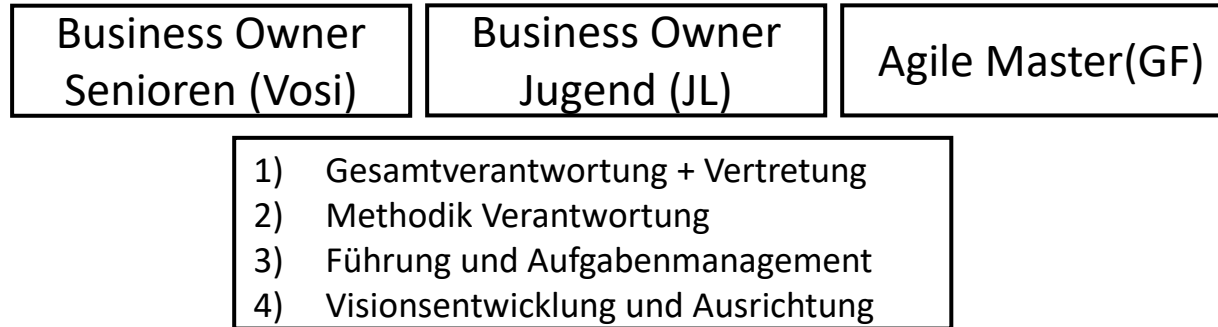 Business Owner
Senioren (Vosi)
Business Owner
Jugend (JL)
Agile Master(GF)
1) Gesamtverantwortung + Vertretung
2) Methodik Verantwortung
3) Führung und Aufgabenmanagement
4) Visionsentwicklung und Ausrichtung